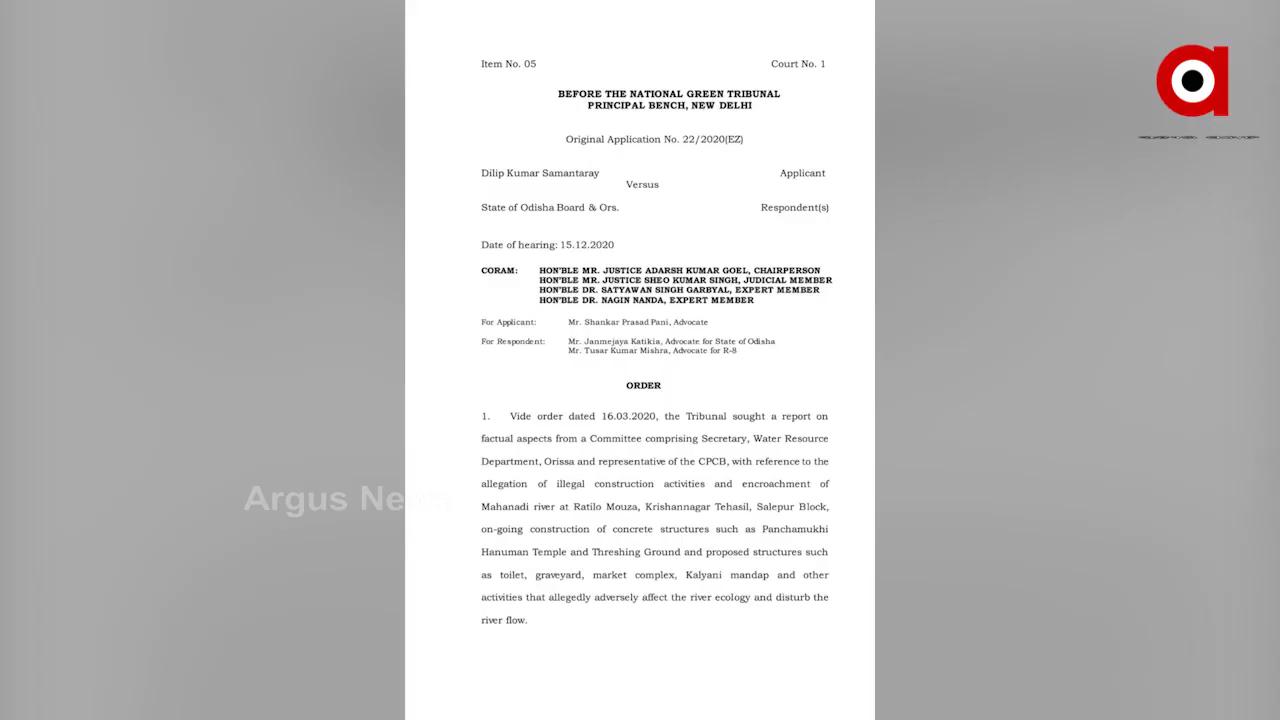 Item No. 05 Court No. 1
BEFORE THE NATIONAL GREEN TRIBUNAL
PRINCIPAL BENCH, NEW DELHI
Original Application No. 22/2020(EZ)
Dilip Kumar Samantaray Applicant
Versus
State of Odisha Board & Ors. Respondent(s)
Date of hearing: 15.12.2020
CORAM: HON'BLE MR. JUSTICE ADARSH KUMAR GOEL, CHAIRPERSON
HON'BLE MR. JUSTICE SHEO KUMAR SINGH, JUDICIAL MEMBER
HON'BLE DR. SATYAWAN SINGH GARBYAL, EXPERT MEMBER
HON'BLE DR. NAGIN NANDA, EXPERT MEMBER
For Applicant: Mr. Shankar Prasad Pani, Advocate
For Respondent: Mr. Janmejaya Katikia, Advocate for State of Odisha
Mr. Tusar Kumar Mishra, Advocate for R-8
ORDER
1. Vide order dated 16.03.2020, the Tribunal sought a report on
factual aspects from a Committee comprising Secretary, Water Resource
Department, Orissa and representative of the CPCB, with reference to the
allegation of illegal construction activities and encroachment of
Mahanadi river at Ratilo Mouza, Krishannagar Tehasil, Salepur Block,
on-going construction of concrete structures such as Panchamukhi
Hanuman Temple and Threshing Ground and proposed structures such
as toilet, graveyard, market complex, Kalyani mandap and other
activities that allegedly adversely affect the river ecology and disturb the
river flow.
Argus News
a